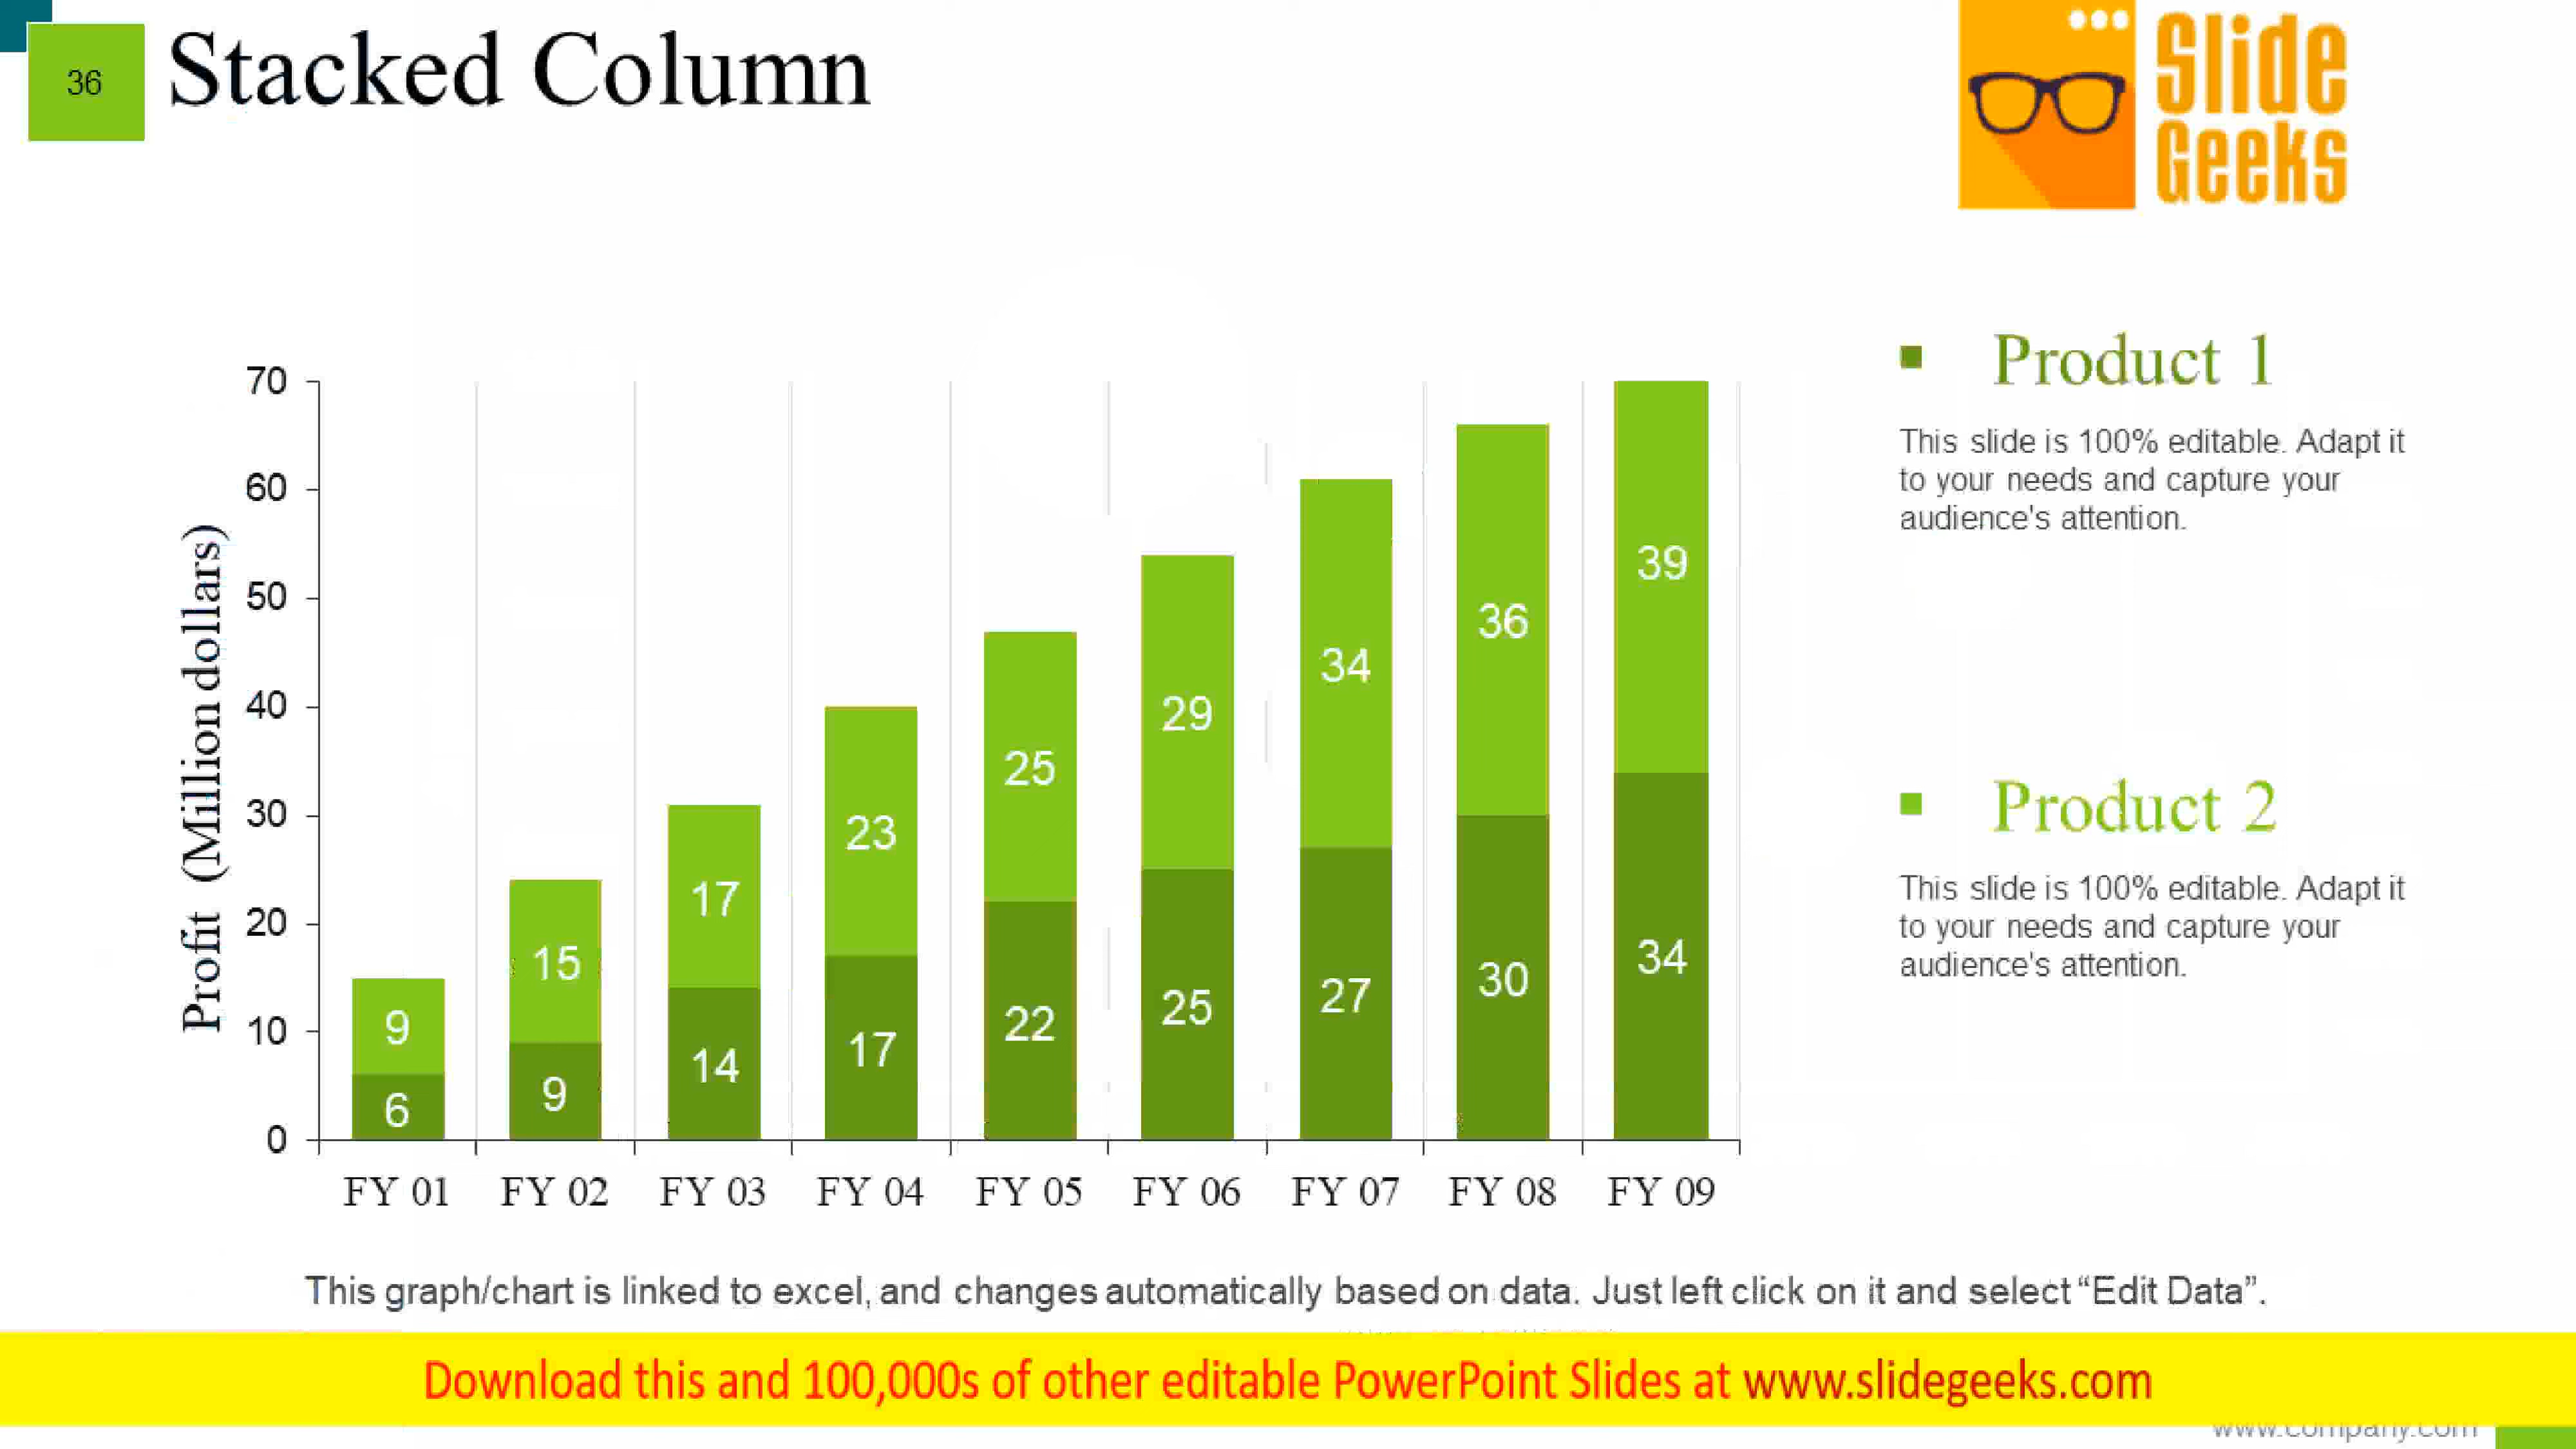 36
Stacked Column
Slide
Geeks
Profit (Million dollars)
70
60
50
40
30
20
10
0
9
6
15
9
17
14
23
17
25
22
29
25
34
27
36
30
39
34
FY 01 FY 02 FY 03 FY 04 FY 05 FY 06 FY 07 FY 08 FY 09
Product 1
This slide is 100% editable. Adapt it
to your needs and capture your
audience's attention.
Product 2
This slide is 100% editable. Adapt it
to your needs and capture your
audience's attention.
This graph/chart is linked to excel, and changes automatically based on data. Just left click on it and select “Edit Data”.
Download this and 100,000s of other editable PowerPoint Slides at www.slidegeeks.com
www.company.com